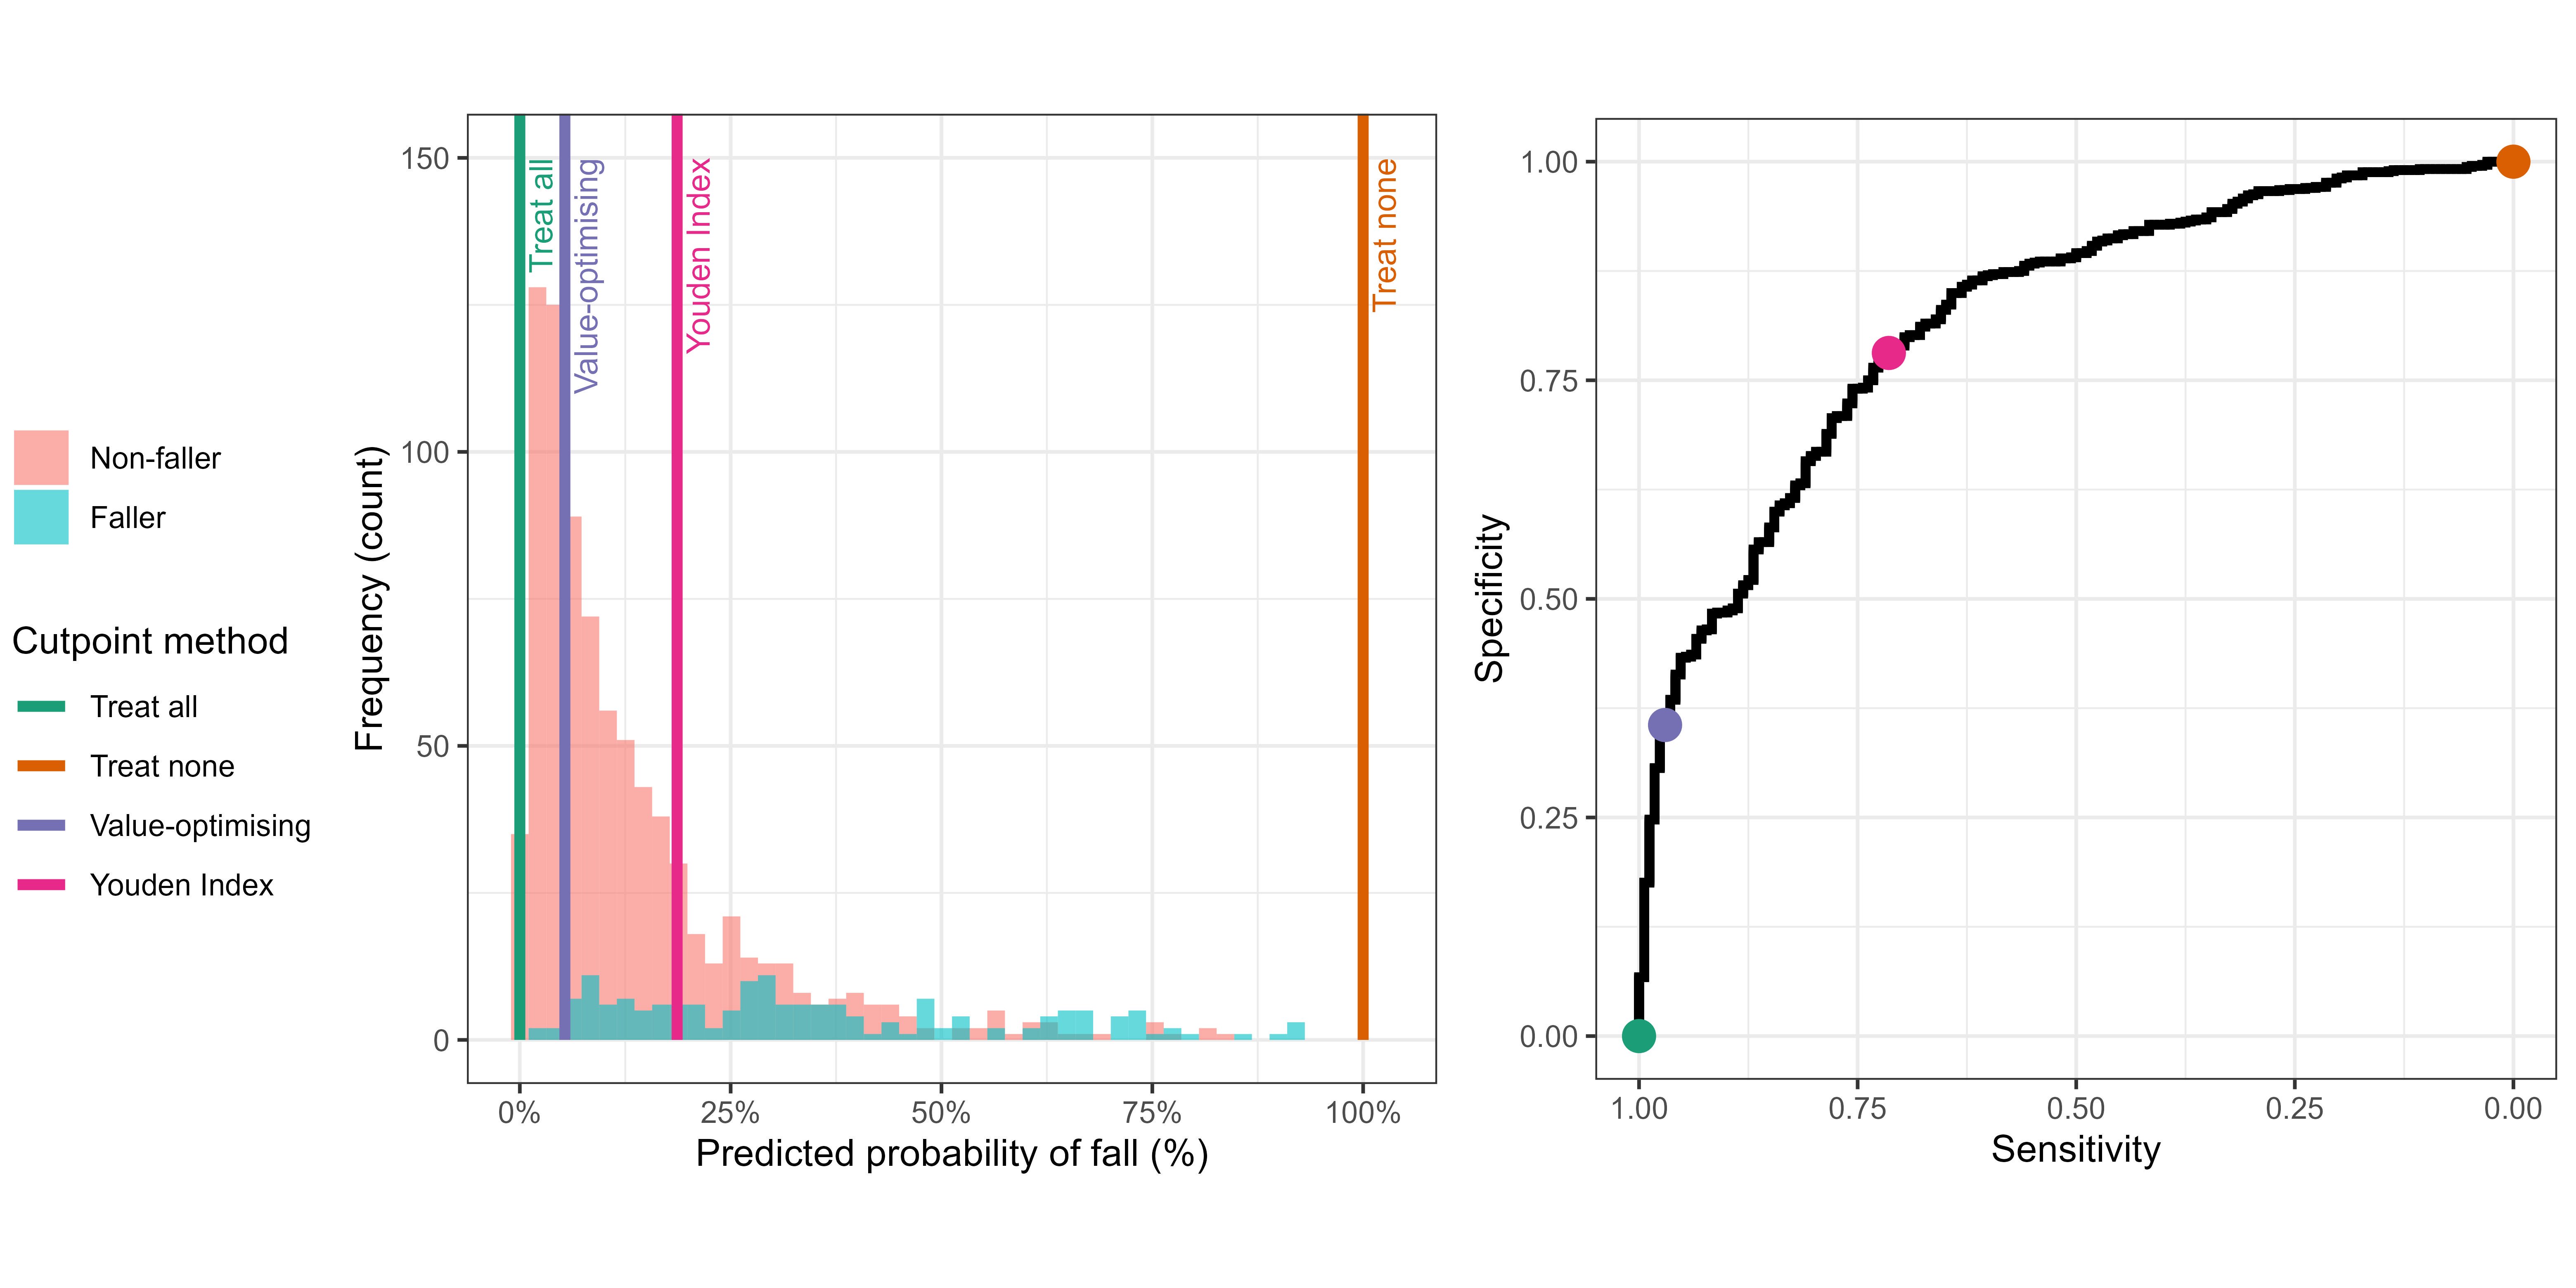 Non-faller
Faller
Cutpoint method
Treat all
Treat none
Value-optimising
Youden Index
Frequency (count)
150
100
50
0
Treat all
Value-optimising
Youden Index
Treat none
0% 25% 50% 75% 100%
Predicted probability of fall (%)
Specificity
1.00
0.75
0.50
0.25
0.00
1.00 0.75 0.50 0.25 0.00
Sensitivity